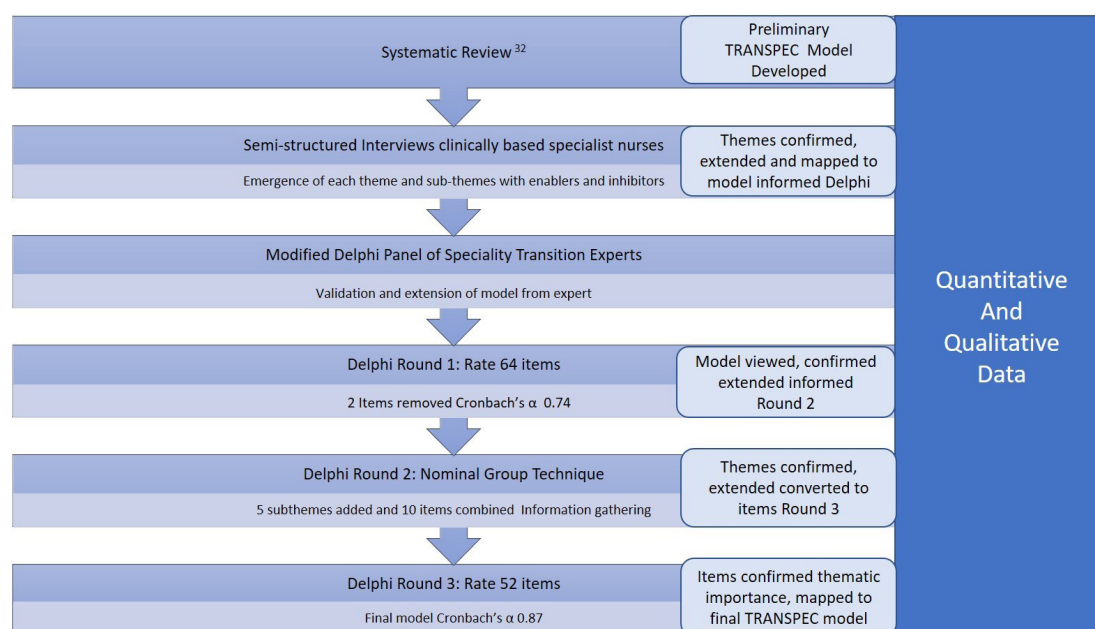 Systematic Review 32
Preliminary
TRANSPEC Model
Developed
Semi-structured Interviews clinically based specialist nurses
Emergence of each theme and sub-themes with enablers and inhibitors
Themes confirmed,
extended and mapped to
model informed Delphi
Modified Delphi Panel of Speciality Transition Experts
Validation and extension of model from expert
Delphi Round 1: Rate 64 items
2 Items removed Cronbach's α 0.74
Model viewed, confirmed
extended informed
Round 2
Delphi Round 2: Nominal Group Technique
5 subthemes added and 10 items combined Information gathering
Themes confirmed,
extended converted to
items Round 3
Delphi Round 3: Rate 52 items
Final model Cronbach's α 0.87
Items confirmed thematic
importance, mapped to
final TRANSPEC model
Quantitative
And
Qualitative
Data